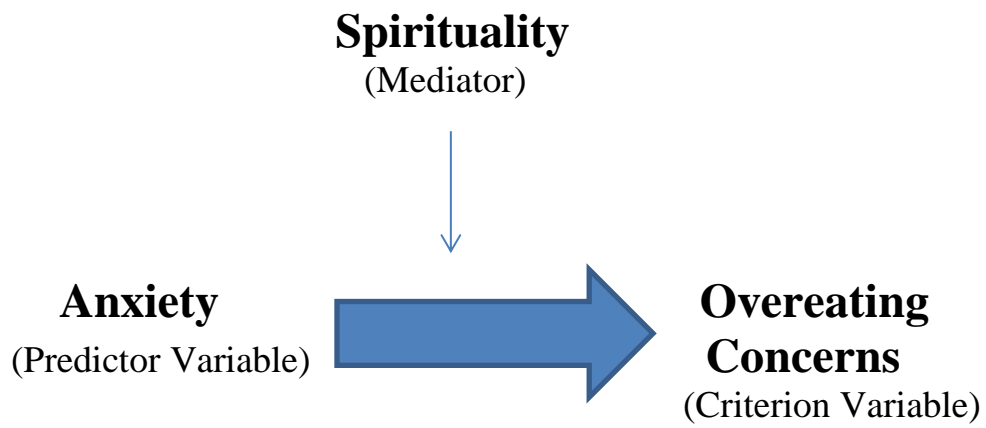 Spirituality
(Mediator)
Anxiety
(Predictor Variable)
Overeating
Concerns
(Criterion Variable)